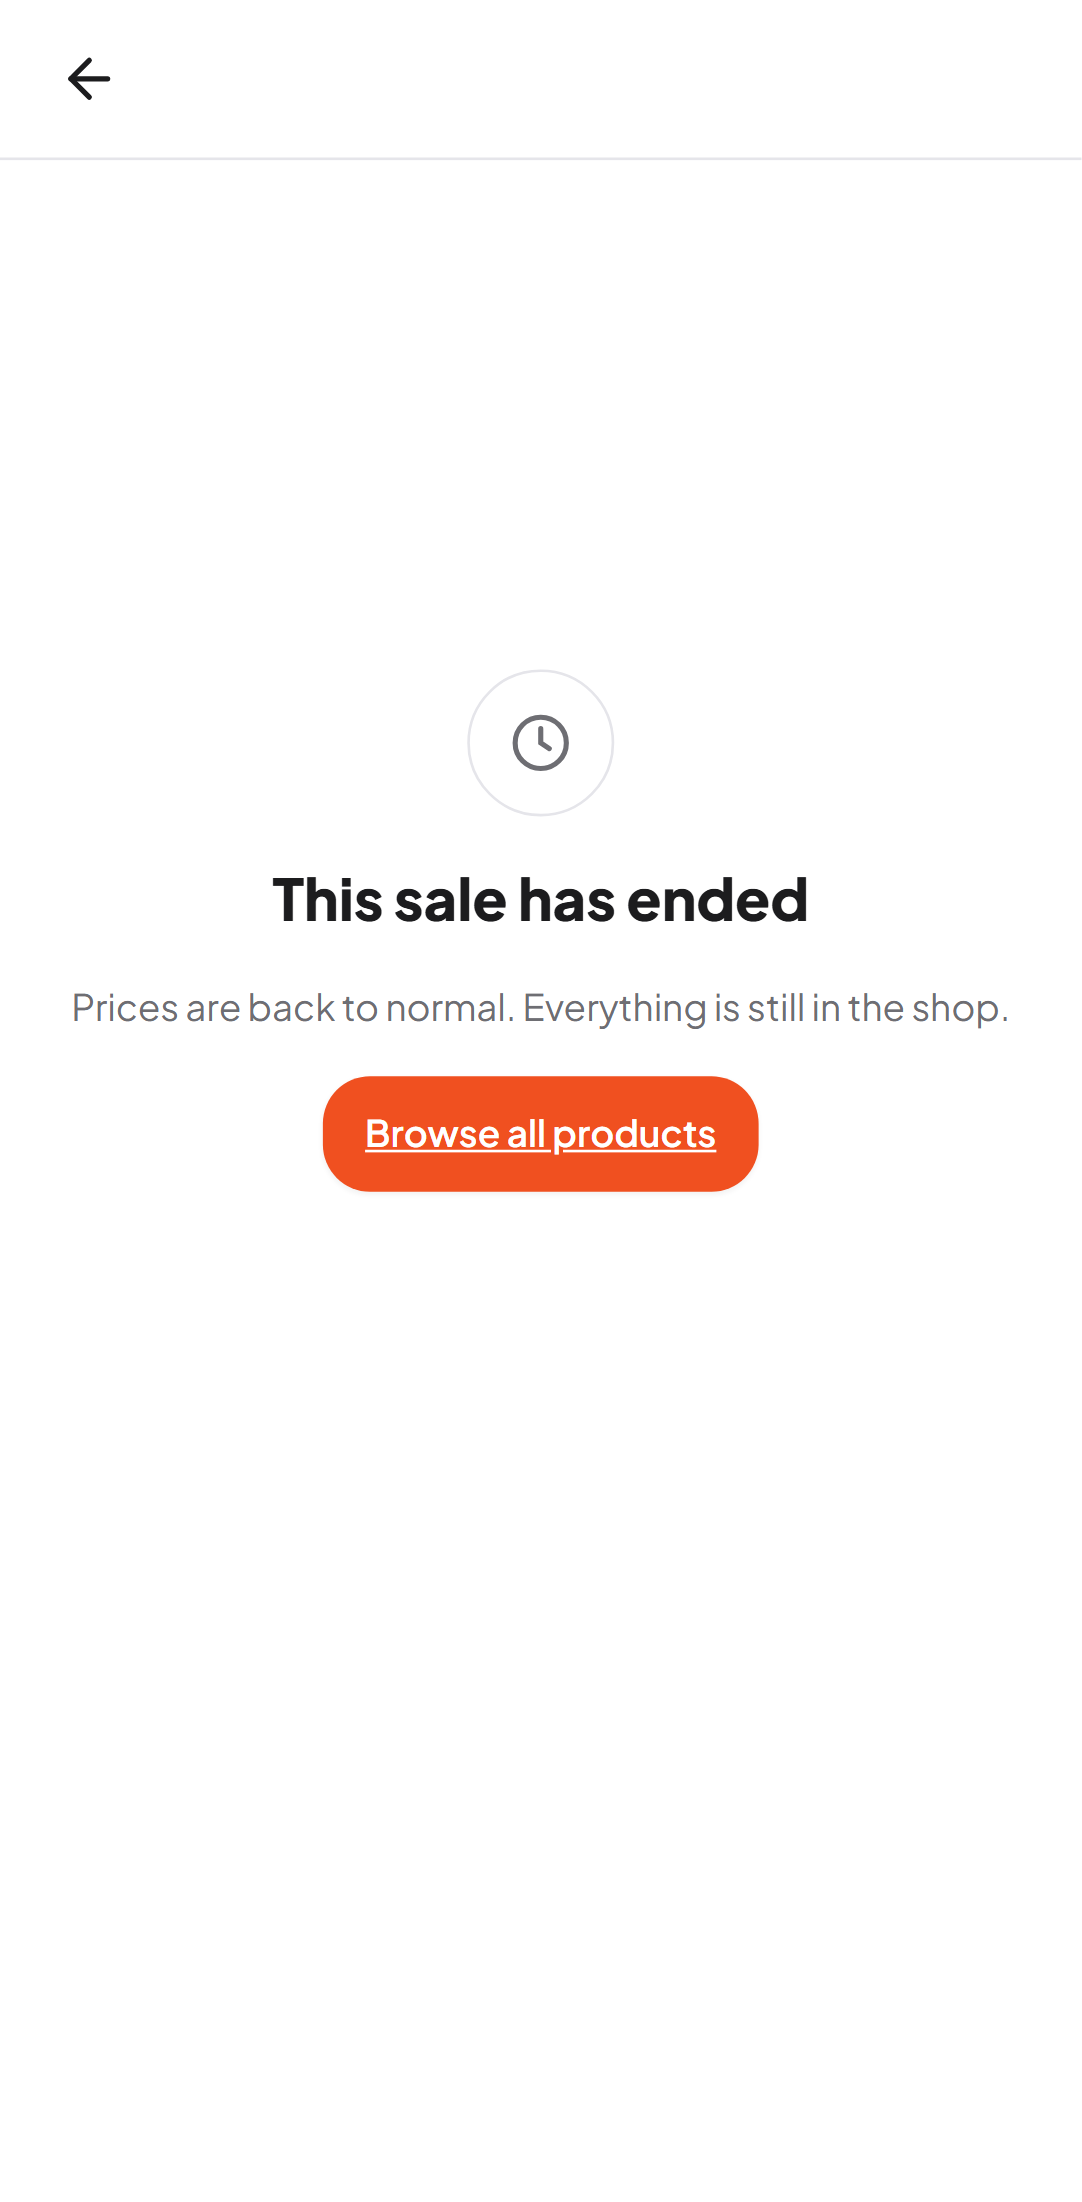 This sale has ended
Prices are back to normal. Everything is still in the shop.
Browse all products